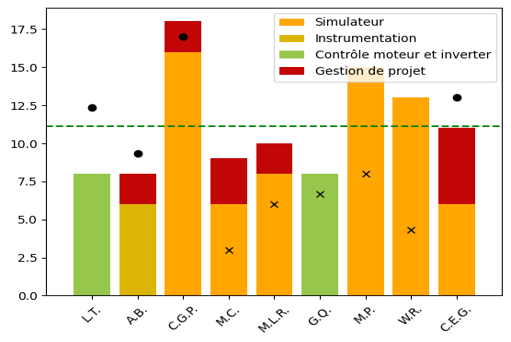 17.5
15.0
12.5
10.0
7.5
5.0
2.5
0.0
Simulateur
Instrumentation
Contrôle moteur et inverter
Gestion de projet
L.T. A.B. C.G.P. M.C. M.L.R. G.Q. M.P. W.R. C.E.G.